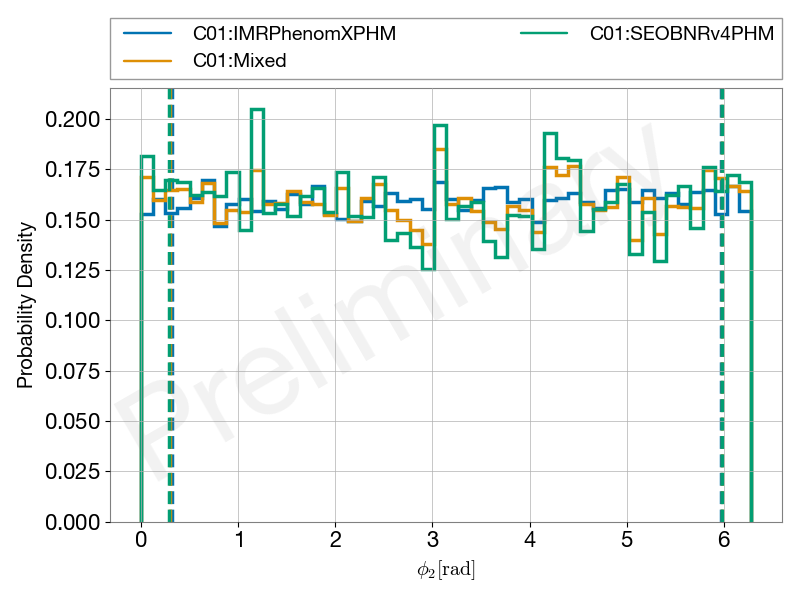 C01:IMRPhenomXPHM
C01:Mixed
C01:SEOBNRv4PHM
Probability Density
0.200
0.175
0.150
0.125
0.100
0.075
0.050
0.025
0.000
Preliminary
0 1 2 3 4 5 6
ϕ₂[rad]